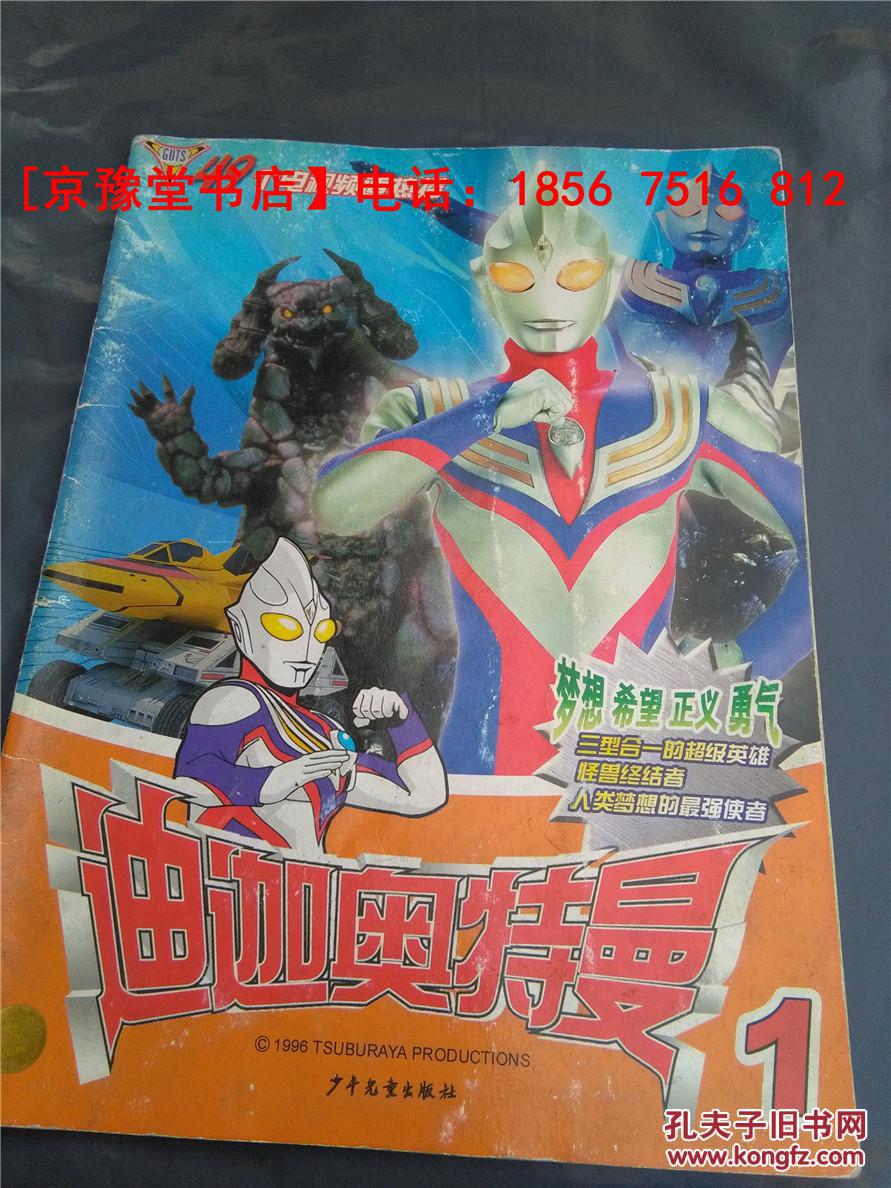 GUTS
[京豫堂书店】电话：1856 7516 812
梦想 希望 正义 勇气
三型合一的超级英雄
怪兽终结者
人类梦想的最强使者
迪迦奥特曼
1
© 1996 TSUBURAYA PRODUCTIONS
少年儿童出版社
孔夫子旧书网